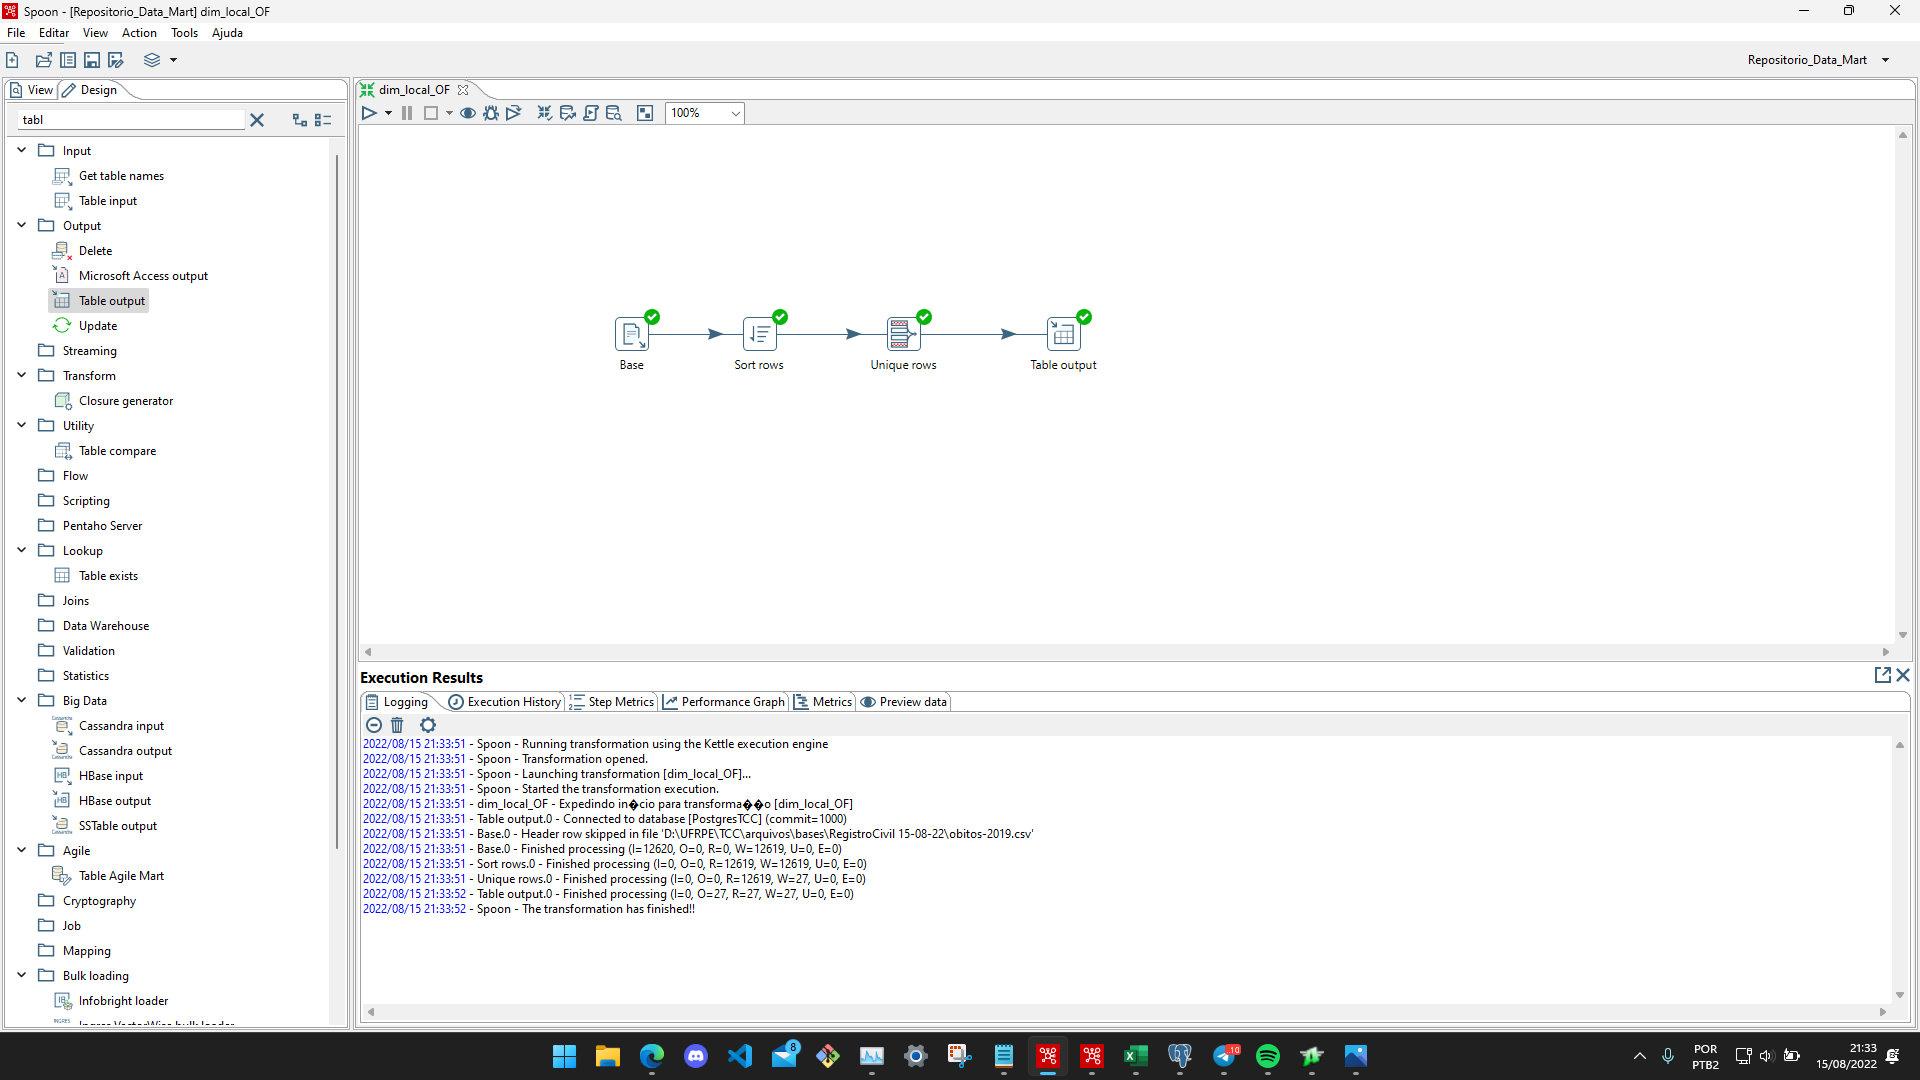 Spoon - [Repositorio_Data_Mart] dim_local_OF
File Editar View Action Tools Ajuda
Repositorio_Data_Mart
View Design
tabl
Input
Get table names
Table input
Output
Delete
Microsoft Access output
Table output
Update
Streaming
Transform
Closure generator
Utility
Table compare
Flow
Scripting
Pentaho Server
Lookup
Table exists
Joins
Data Warehouse
Validation
Statistics
Big Data
Cassandra input
Cassandra output
HBase input
HBase output
SSTable output
Agile
Table Agile Mart
Cryptography
Job
Mapping
Bulk loading
Infobright loader
Ingres VectorWise bulk loader
dim_local_OF
100%
Base Sort rows Unique rows Table output
Execution Results
Logging Execution History Step Metrics Performance Graph Metrics Preview data
2022/08/15 21:33:51 - Spoon - Running transformation using the Kettle execution engine
2022/08/15 21:33:51 - Spoon - Transformation opened.
2022/08/15 21:33:51 - Spoon - Launching transformation [dim_local_OF]...
2022/08/15 21:33:51 - Spoon - Started the transformation execution.
2022/08/15 21:33:51 - dim_local_OF - Expedindo in�cio para transforma��o [dim_local_OF]
2022/08/15 21:33:51 - Table output.0 - Connected to database [PostgresTCC] (commit=1000)
2022/08/15 21:33:51 - Base.0 - Header row skipped in file 'D:\UFRPE\TCC\arquivos\bases\RegistroCivil 15-08-22\obitos-2019.csv'
2022/08/15 21:33:51 - Base.0 - Finished processing (I=12620, O=0, R=0, W=12619, U=0, E=0)
2022/08/15 21:33:51 - Sort rows.0 - Finished processing (I=0, O=0, R=12619, W=12619, U=0, E=0)
2022/08/15 21:33:51 - Unique rows.0 - Finished processing (I=0, O=0, R=12619, W=27, U=0, E=0)
2022/08/15 21:33:52 - Table output.0 - Finished processing (I=0, O=27, R=27, W=27, U=0, E=0)
2022/08/15 21:33:52 - Spoon - The transformation has finished!!
8
10
POR
PTB2
21:33
15/08/2022